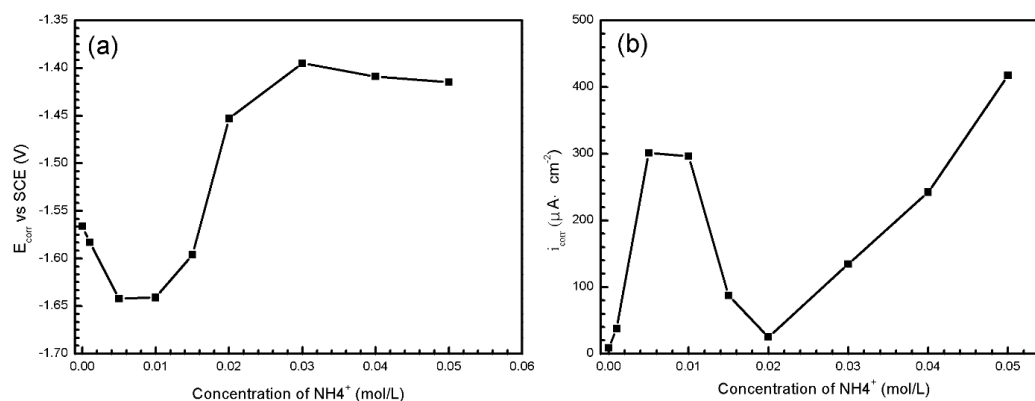 (a)
-1.35
-1.40
-1.45
-1.50
-1.55
-1.60
-1.65
-1.70
E_corr vs SCE (V)
0.00 0.01 0.02 0.03 0.04 0.05 0.06
Concentration of NH4⁺ (mol/L)
(b)
500
400
300
200
100
0
i_corr (μA· cm⁻²)
0.00 0.01 0.02 0.03 0.04 0.05
Concentration of NH4⁺ (mol/L)